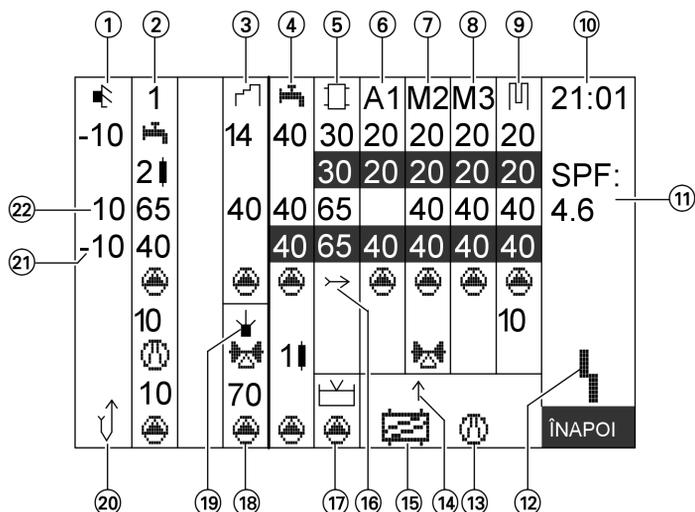 ① ② ③ ④ ⑤ ⑥ ⑦ ⑧ ⑨ ⑩
1 A1 M2 M3 21:01
-10 14 40 30 20 20 20 20
2 30 20 20 20 20 SPF:
㉒ 10 65 40 40 65 40 40 40 4.6 ⑪
㉑ -10 40 40 65 40 40 40 40
10 10
1
10 70
ÎNAPOI
⑳ ⑲ ⑱ ⑰ ⑯ ⑮ ⑭ ⑬ ⑫